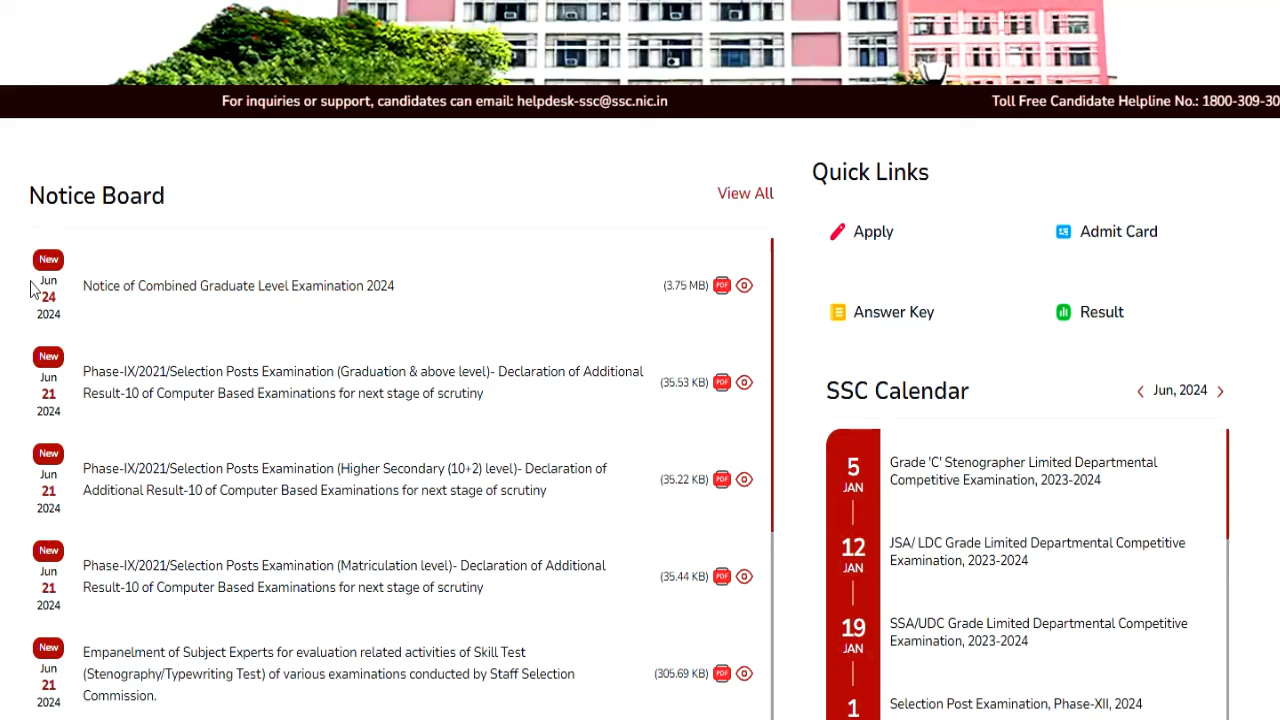 For inquiries or support, candidates can email: helpdesk-ssc@ssc.nic.in
Toll Free Candidate Helpline No.: 1800-309-30
Notice Board
View All
New
Jun
24
2024
Notice of Combined Graduate Level Examination 2024
(3.75 MB)
PDF
New
Jun
21
2024
Phase-IX/2021/Selection Posts Examination (Graduation & above level)- Declaration of Additional
Result-10 of Computer Based Examinations for next stage of scrutiny
(35.53 KB)
PDF
New
Jun
21
2024
Phase-IX/2021/Selection Posts Examination (Higher Secondary (10+2) level)- Declaration of
Additional Result-10 of Computer Based Examinations for next stage of scrutiny
(35.22 KB)
PDF
New
Jun
21
2024
Phase-IX/2021/Selection Posts Examination (Matriculation level)- Declaration of Additional
Result-10 of Computer Based Examinations for next stage of scrutiny
(35.44 KB)
PDF
New
Jun
21
2024
Empanelment of Subject Experts for evaluation related activities of Skill Test
(Stenography/Typewriting Test) of various examinations conducted by Staff Selection
Commission.
(305.69 KB)
PDF
Quick Links
Apply
Admit Card
Answer Key
Result
SSC Calendar
Jun, 2024
5
JAN
Grade 'C' Stenographer Limited Departmental
Competitive Examination, 2023-2024
12
JAN
JSA/ LDC Grade Limited Departmental Competitive
Examination, 2023-2024
19
JAN
SSA/UDC Grade Limited Departmental Competitive
Examination, 2023-2024
1
Selection Post Examination, Phase-XII, 2024